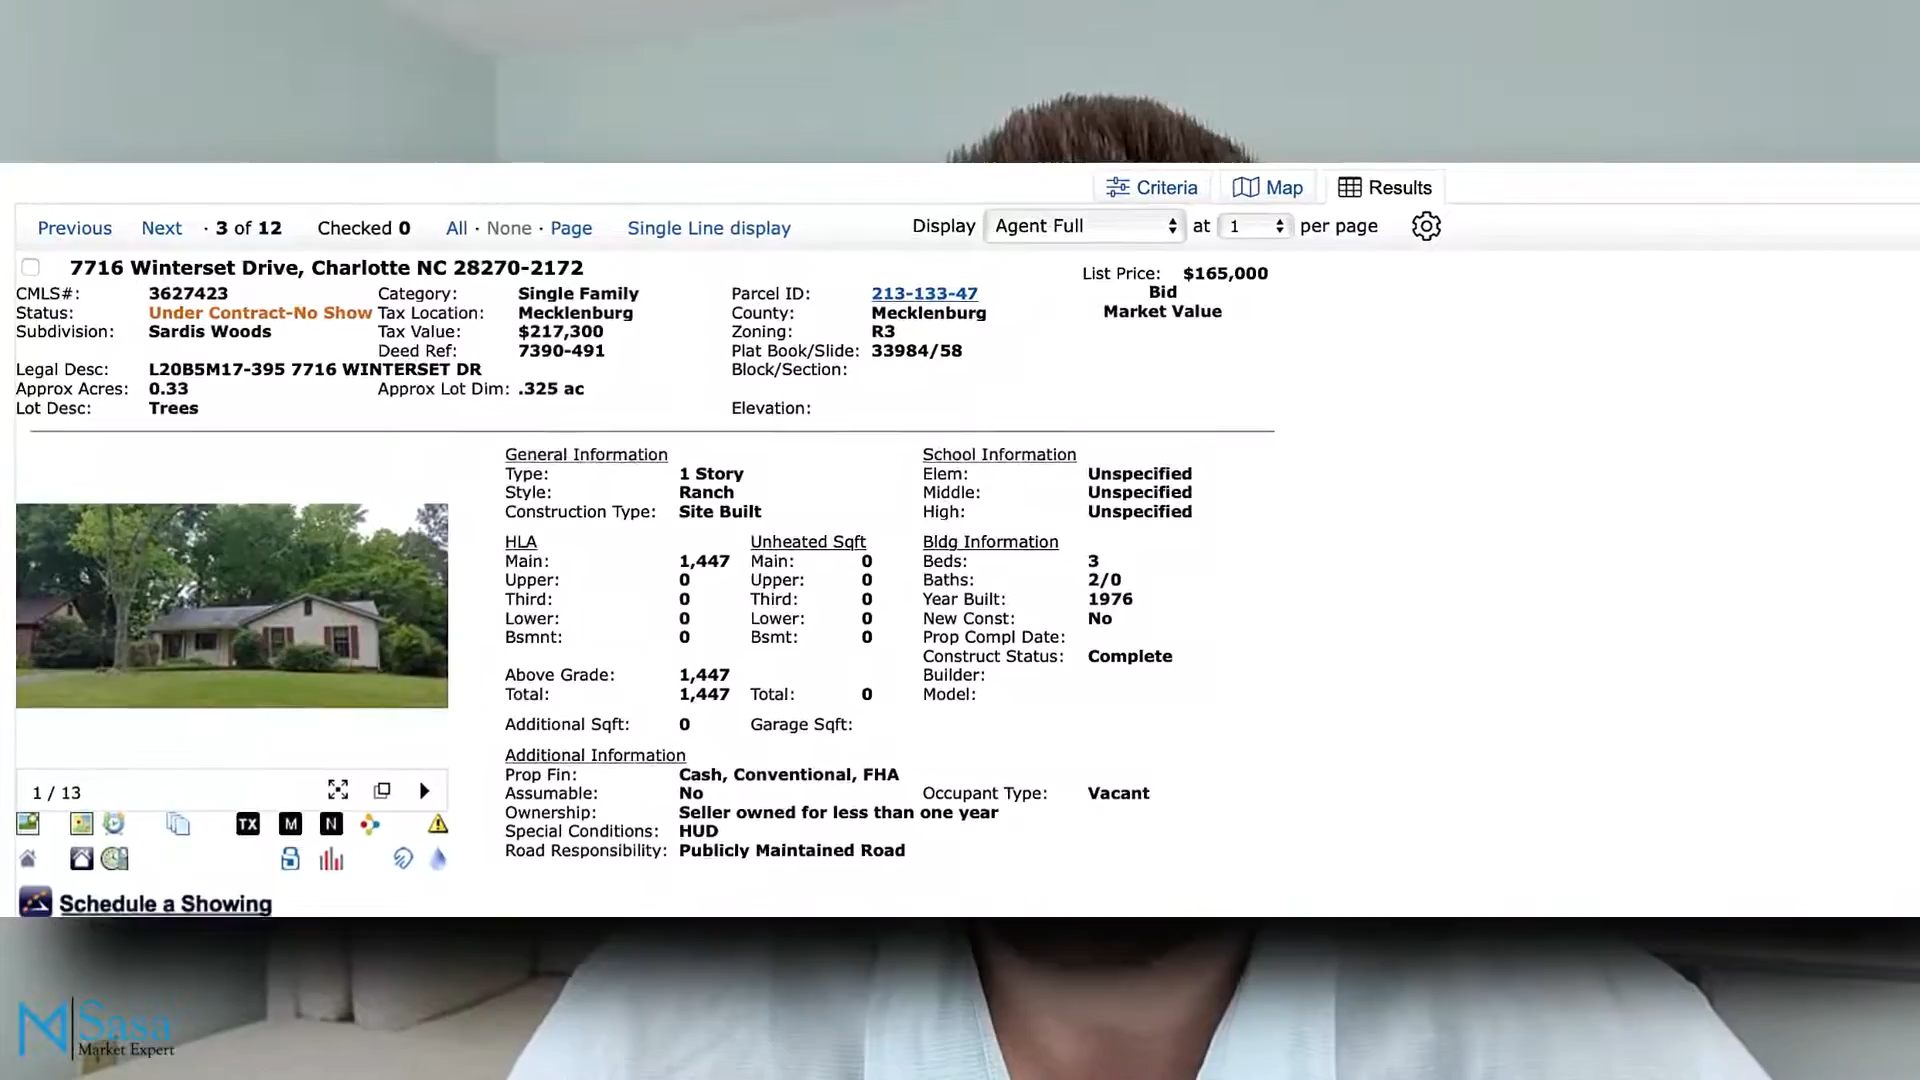 Criteria Map Results
Previous Next · 3 of 12 Checked 0 All · None · Page Single Line display Display Agent Full at 1 per page
7716 Winterset Drive, Charlotte NC 28270-2172 List Price: $165,000
CMLS#: 3627423 Category: Single Family Parcel ID: 213-133-47 Bid
Status: Under Contract-No Show Tax Location: Mecklenburg County: Mecklenburg Market Value
Subdivision: Sardis Woods Tax Value: $217,300 Zoning: R3
Deed Ref: 7390-491 Plat Book/Slide: 33984/58
Legal Desc: L20B5M17-395 7716 WINTERSET DR Block/Section:
Approx Acres: 0.33 Approx Lot Dim: .325 ac
Lot Desc: Trees Elevation:
General Information School Information
Type: 1 Story Elem: Unspecified
Style: Ranch Middle: Unspecified
Construction Type: Site Built High: Unspecified
HLA Unheated Sqft Bldg Information
Main: 1,447 Main: 0 Beds: 3
Upper: 0 Upper: 0 Baths: 2/0
Third: 0 Third: 0 Year Built: 1976
Lower: 0 Lower: 0 New Const: No
Bsmnt: 0 Bsmt: 0 Prop Compl Date:
Construct Status: Complete
Above Grade: 1,447 Builder:
Total: 1,447 Total: 0 Model:
Additional Sqft: 0 Garage Sqft:
Additional Information
Prop Fin: Cash, Conventional, FHA
Assumable: No Occupant Type: Vacant
Ownership: Seller owned for less than one year
Special Conditions: HUD
Road Responsibility: Publicly Maintained Road
1 / 13
TX M N
Schedule a Showing
Sasa
Market Expert